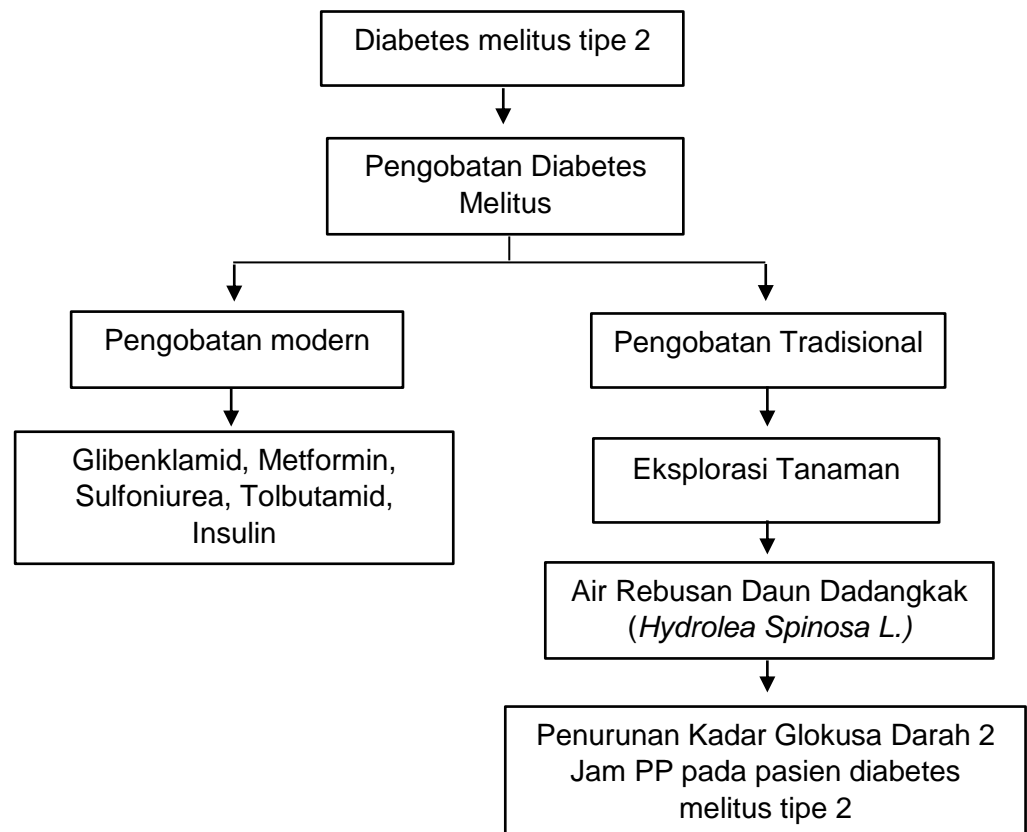 Diabetes melitus tipe 2
Pengobatan Diabetes
Melitus
Pengobatan modern
Pengobatan Tradisional
Glibenklamid, Metformin,
Sulfoniurea, Tolbutamid,
Insulin
Eksplorasi Tanaman
Air Rebusan Daun Dadangkak
(Hydrolea Spinosa L.)
Penurunan Kadar Glokusa Darah 2
Jam PP pada pasien diabetes
melitus tipe 2